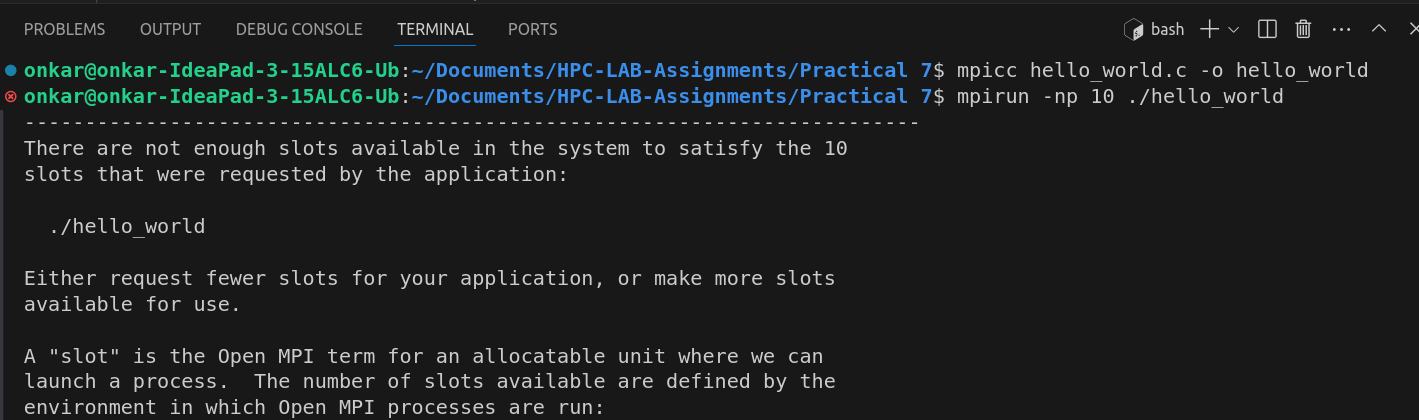 PROBLEMS OUTPUT DEBUG CONSOLE TERMINAL PORTS bash
onkar@onkar-IdeaPad-3-15ALC6-Ub:~/Documents/HPC-LAB-Assignments/Practical 7$ mpicc hello_world.c -o hello_world
onkar@onkar-IdeaPad-3-15ALC6-Ub:~/Documents/HPC-LAB-Assignments/Practical 7$ mpirun -np 10 ./hello_world
--------------------------------------------------------------------------
There are not enough slots available in the system to satisfy the 10
slots that were requested by the application:

  ./hello_world

Either request fewer slots for your application, or make more slots
available for use.

A "slot" is the Open MPI term for an allocatable unit where we can
launch a process.  The number of slots available are defined by the
environment in which Open MPI processes are run: